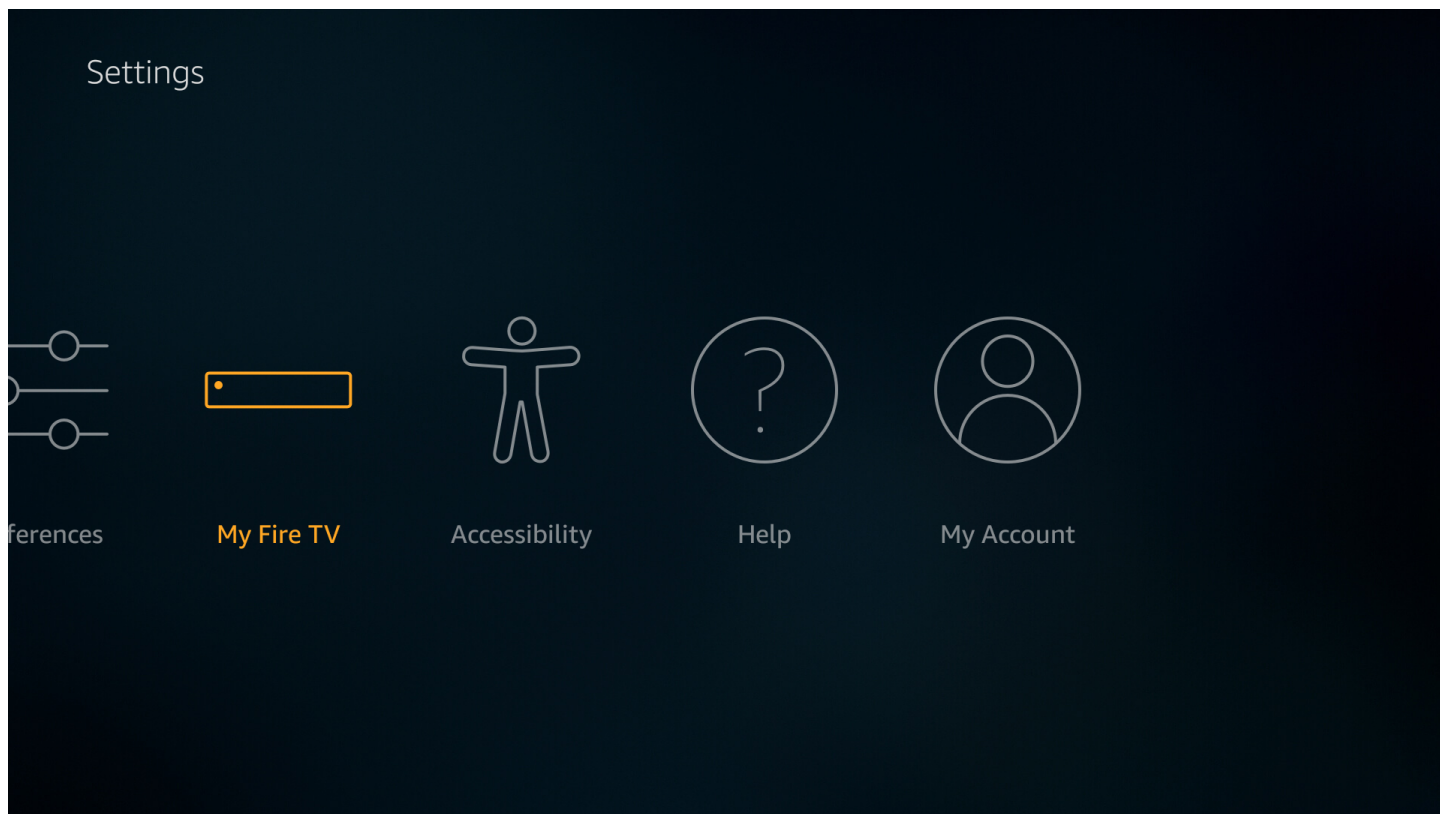 Settings
ferences
My Fire TV
Accessibility
Help
My Account